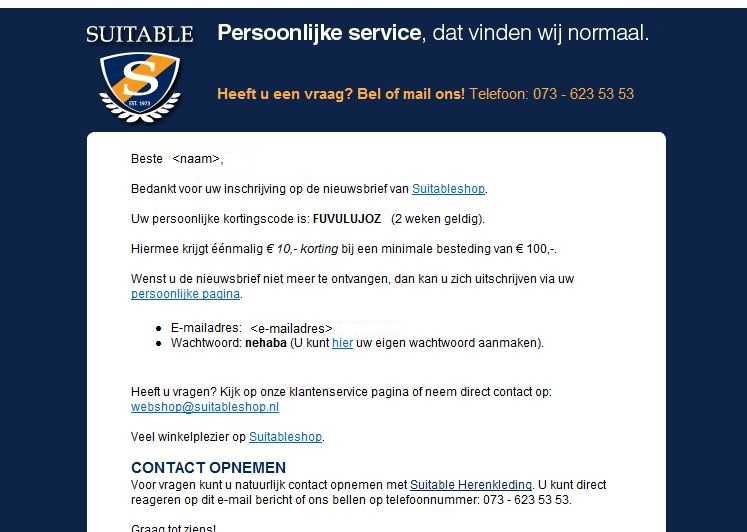 SUITABLE
Persoonlijke service, dat vinden wij normaal.
S
EST. 1973
Heeft u een vraag? Bel of mail ons! Telefoon: 073 - 623 53 53
Beste <naam>,
Bedankt voor uw inschrijving op de nieuwsbrief van Suitableshop.
Uw persoonlijke kortingscode is: FUVULUJOZ (2 weken geldig).
Hiermee krijgt éénmalig € 10,- korting bij een minimale besteding van € 100,-.
Wenst u de nieuwsbrief niet meer te ontvangen, dan kan u zich uitschrijven via uw
persoonlijke pagina.
• E-mailadres: <e-mailadres>
• Wachtwoord: nehaba (U kunt hier uw eigen wachtwoord aanmaken).
Heeft u vragen? Kijk op onze klantenservice pagina of neem direct contact op:
webshop@suitableshop.nl
Veel winkelplezier op Suitableshop.
CONTACT OPNEMEN
Voor vragen kunt u natuurlijk contact opnemen met Suitable Herenkleding. U kunt direct
reageren op dit e-mail bericht of ons bellen op telefoonnummer: 073 - 623 53 53.
Graag tot ziens!